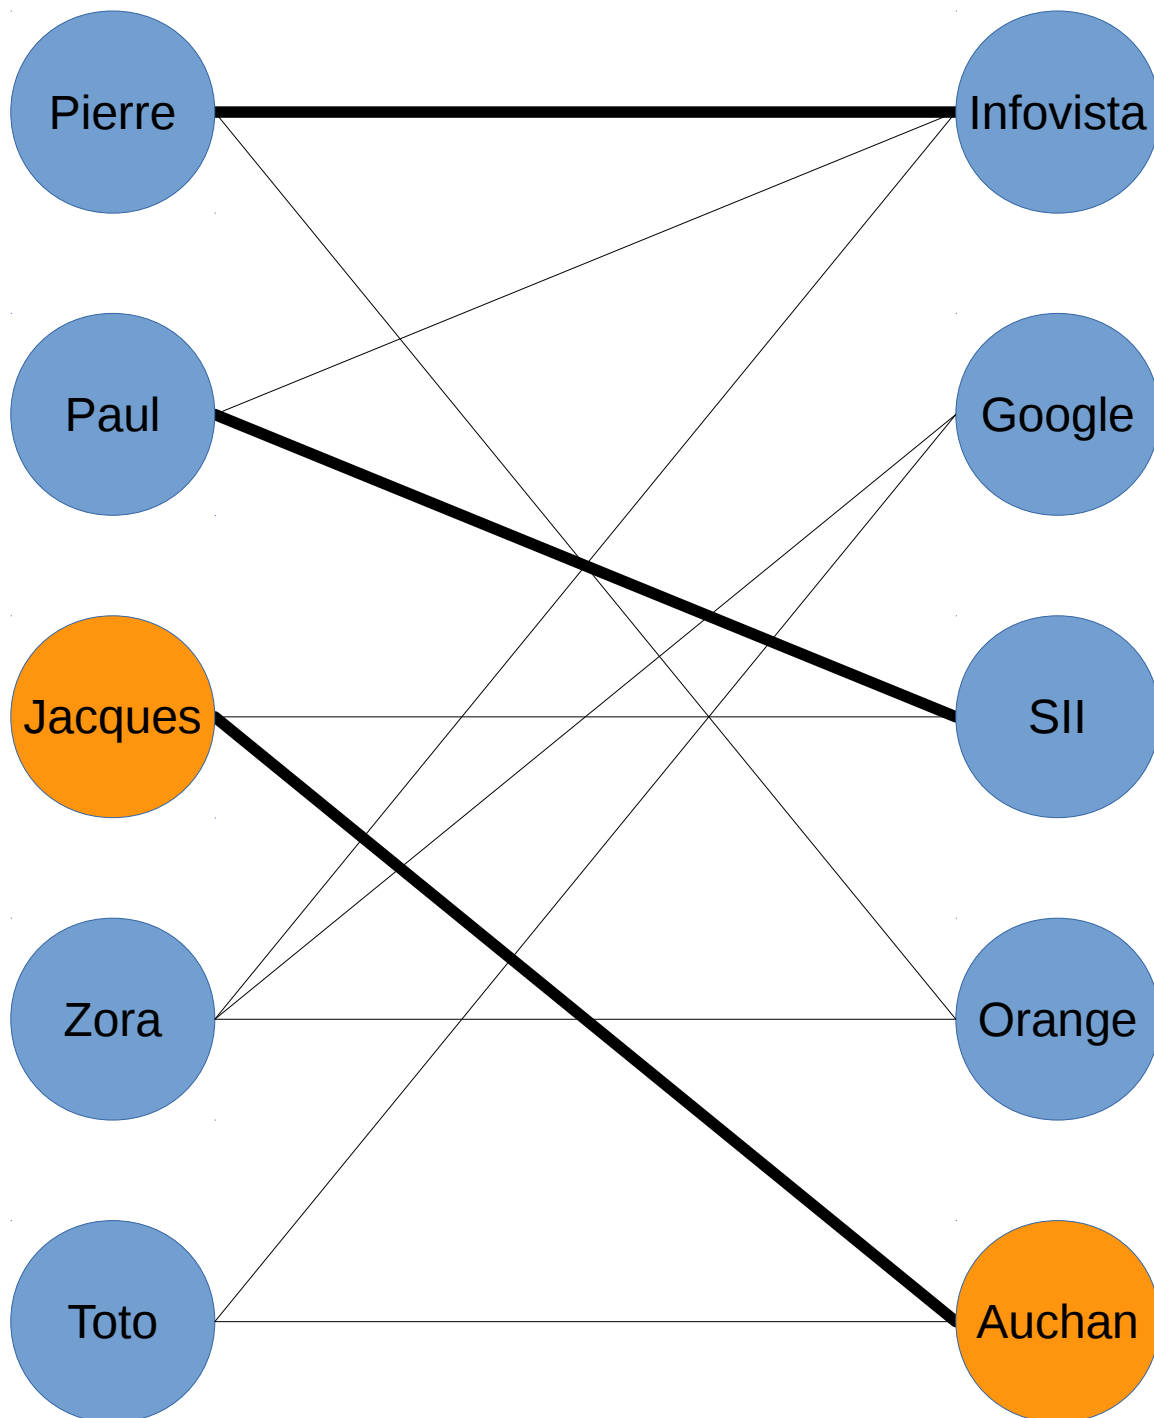 Pierre
Infovista
Paul
Google
Jacques
SII
Zora
Orange
Toto
Auchan